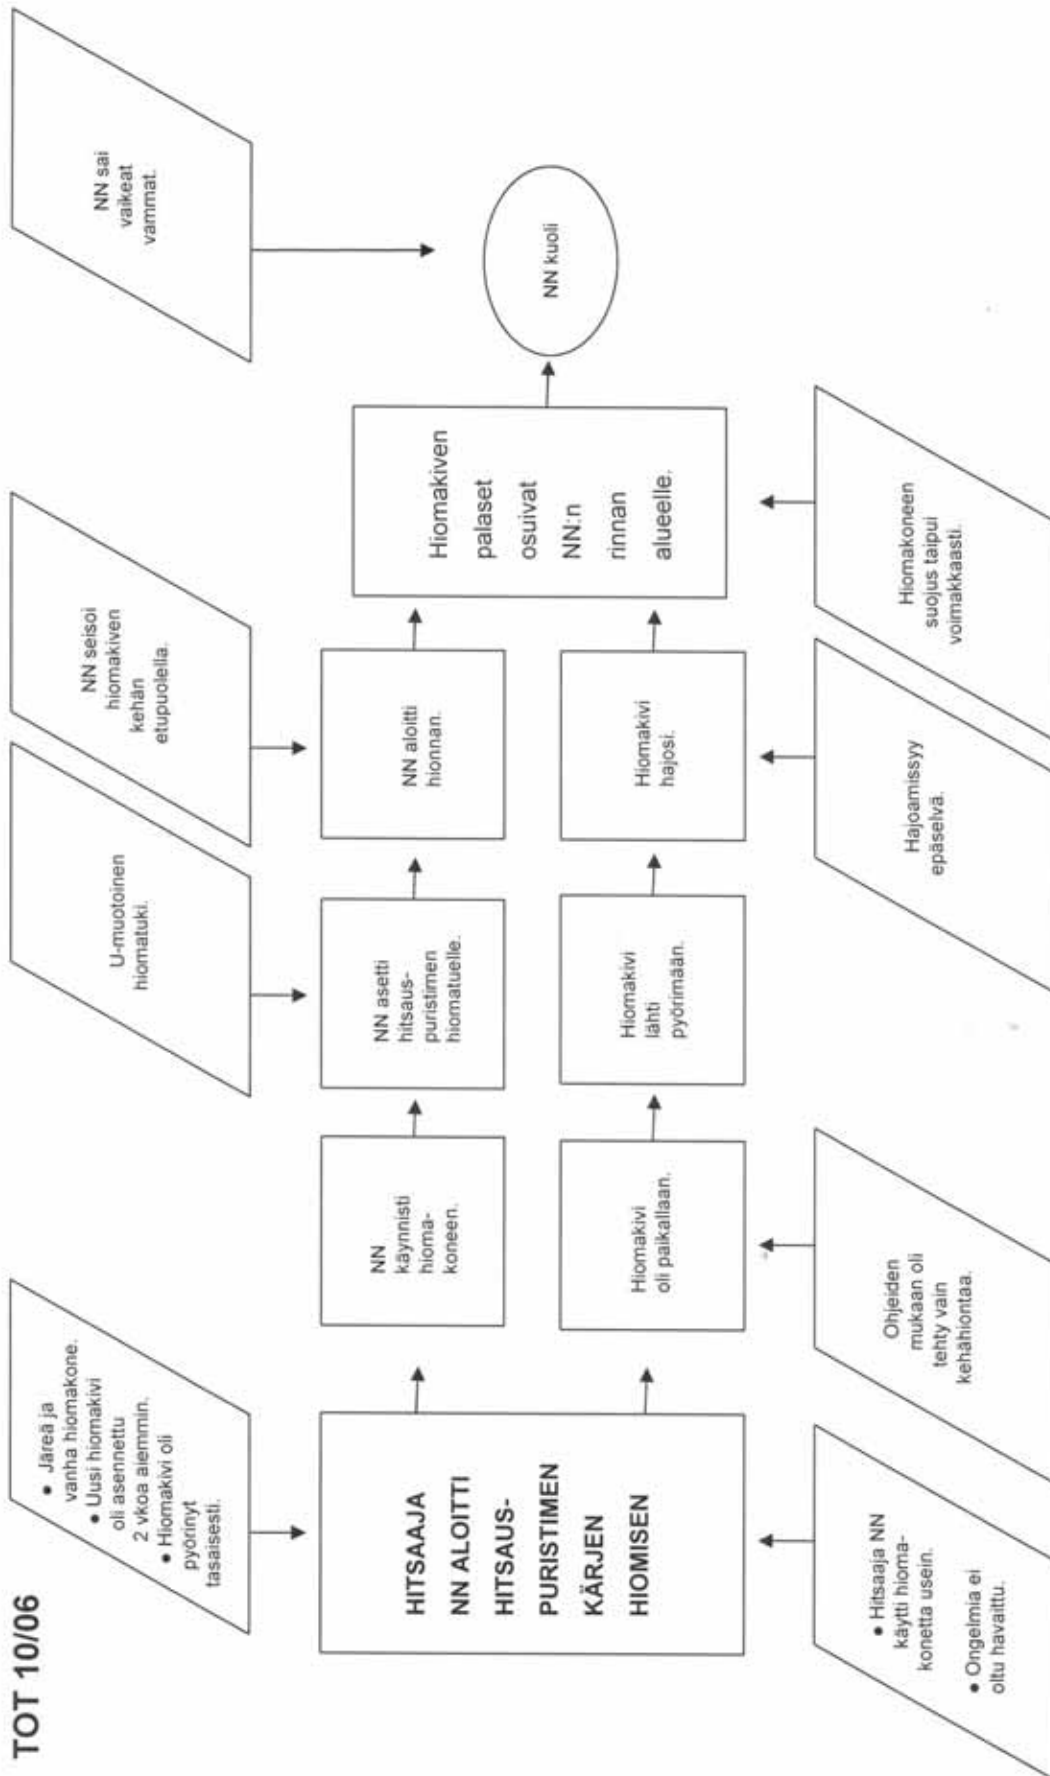 TOT 10/06
• Järeä ja
vanha hiomakone.
• Uusi hiomakivi
oli asennettu
2 vkoa aiemmin.
• Hiomakivi oli
pyörinyt
tasaisesti.
U-muotoinen
hiomatuki.
NN seisoi
hiomakiven
kehän
etupuolella.
NN sai
vaikeat
vammat.
HITSAAJA
NN ALOITTI
HITSAUS-
PURISTIMEN
KÄRJEN
HIOMISEN
NN
käynnisti
hioma-
koneen.
NN asetti
hitsaus-
puristimen
hiomatuelle.
NN aloitti
hionnan.
Hiomakivi
oli paikallaan.
Hiomakivi
lähti
pyörimään.
Hiomakivi
hajosi.
Hiomakiven
palaset
osuivat
NN:n
rinnan
alueelle.
NN kuoli
• Hitsaaja NN
käytti hioma-
konetta usein.
• Ongelmia ei
oltu havaittu.
Ohjeiden
mukaan oli
tehty vain
kehähiontaa.
Hajoamissyy
epäselvä.
Hiomakoneen
suojus taipui
voimakkaasti.